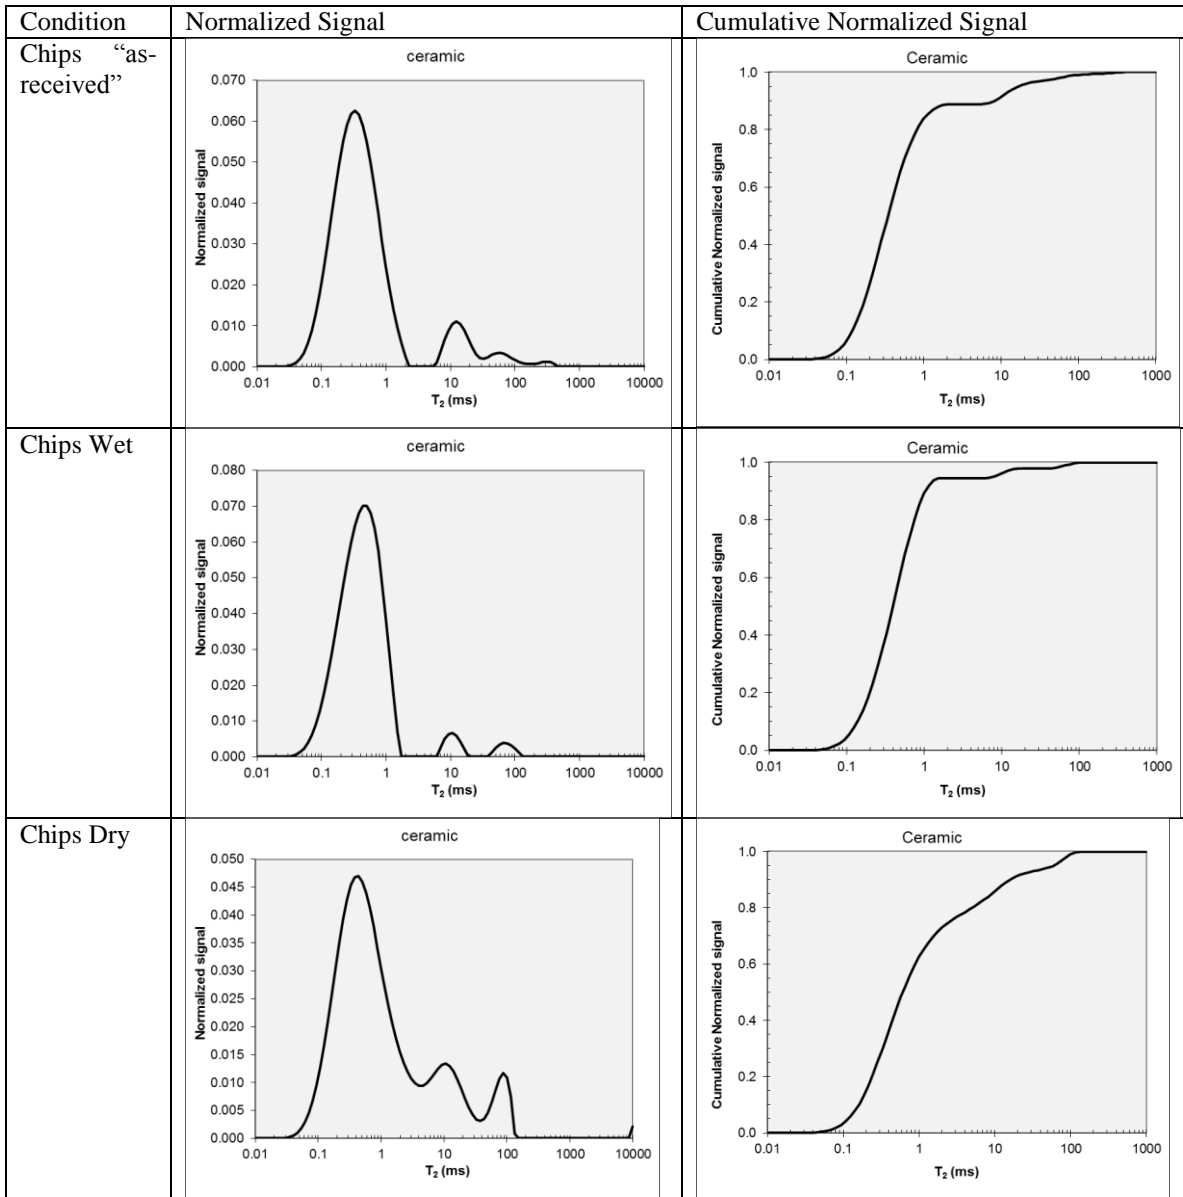 Condition
Normalized Signal
Cumulative Normalized Signal
Chips “as-
received”
ceramic
0.070
0.060
0.050
0.040
0.030
0.020
0.010
0.000
Normalized signal
0.01 0.1 1 10 100 1000 10000
T₂ (ms)
Ceramic
1.0
0.8
0.6
0.4
0.2
0.0
Cumulative Normalized signal
0.01 0.1 1 10 100 1000
T₂ (ms)
Chips Wet
ceramic
0.080
0.070
0.060
0.050
0.040
0.030
0.020
0.010
0.000
Normalized signal
0.01 0.1 1 10 100 1000 10000
T₂ (ms)
Ceramic
1.0
0.8
0.6
0.4
0.2
0.0
Cumulative Normalized signal
0.01 0.1 1 10 100 1000
T₂ (ms)
Chips Dry
ceramic
0.050
0.045
0.040
0.035
0.030
0.025
0.020
0.015
0.010
0.005
0.000
Normalized signal
0.01 0.1 1 10 100 1000 10000
T₂ (ms)
Ceramic
1.0
0.8
0.6
0.4
0.2
0.0
Cumulative Normalized signal
0.01 0.1 1 10 100 1000
T₂ (ms)